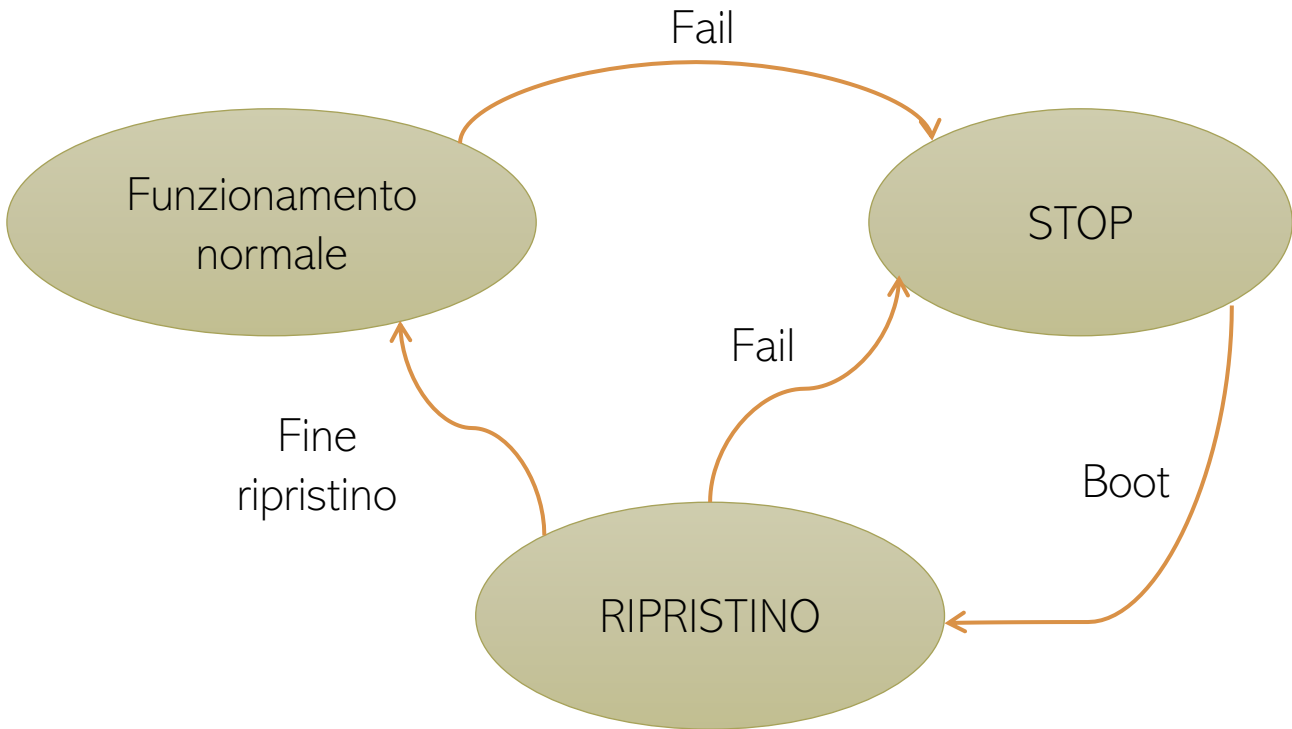 Fail
Funzionamento
normale
STOP
Fail
Fine
ripristino
Boot
RIPRISTINO